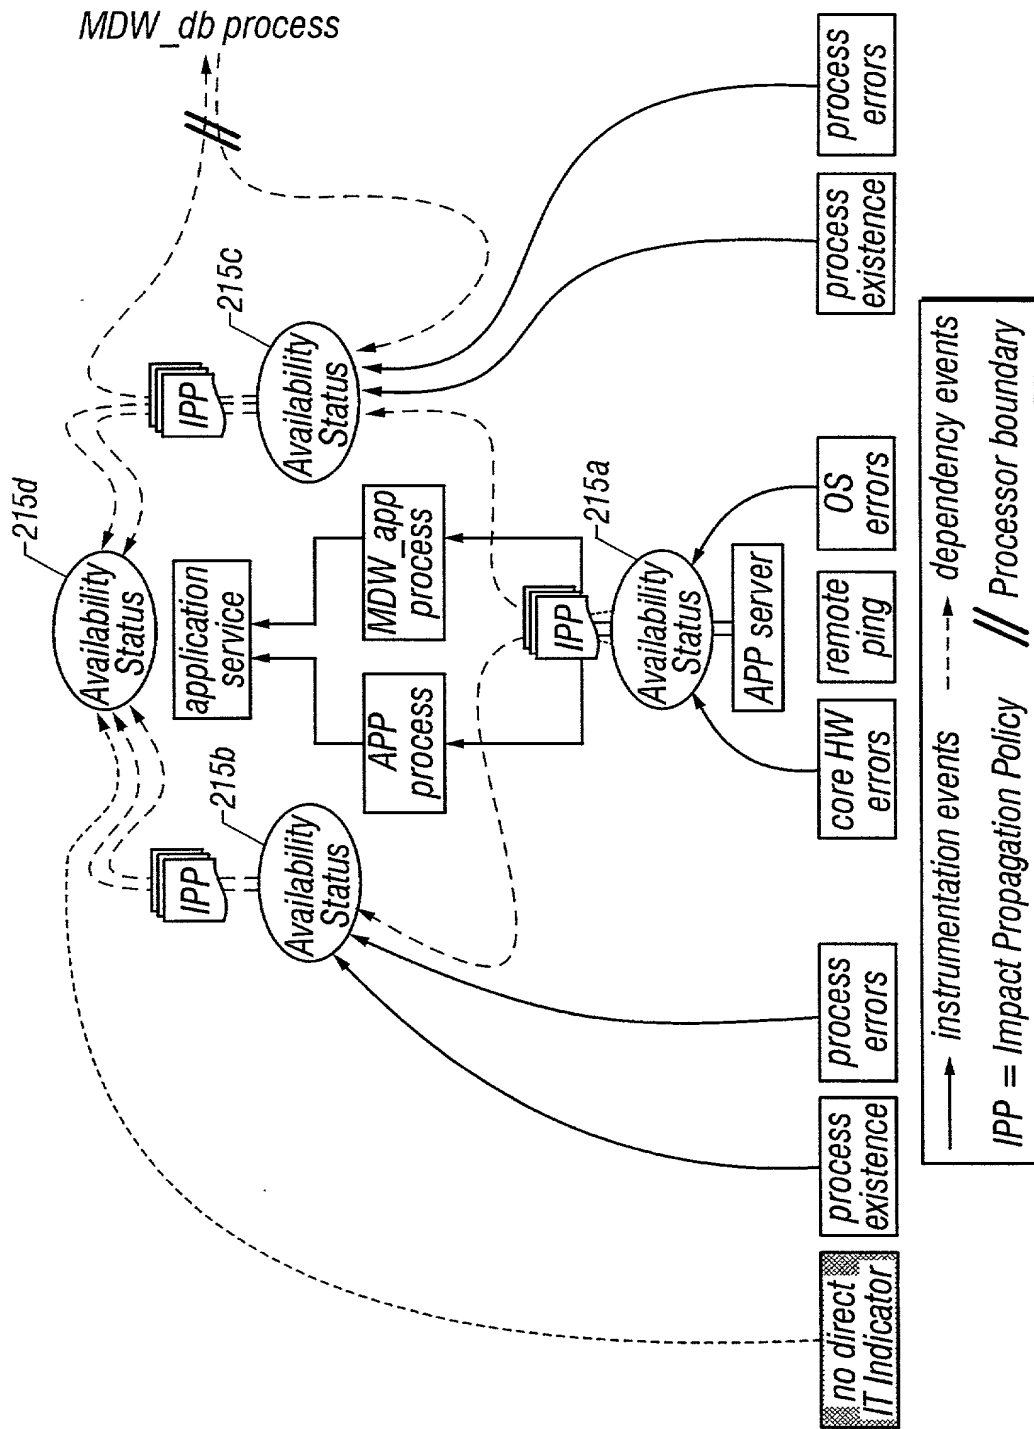 MDW_db process
215d
Availability
Status
215c
215b
IPP
IPP
application
service
Availability
Status
Availability
Status
APP
process
MDW_app
process
IPP
215a
Availability
Status
APP server
no direct
IT Indicator
process
existence
process
errors
core HW
errors
remote
ping
OS
errors
process
existence
process
errors
instrumentation events
dependency events
IPP = Impact Propagation Policy
// Processor boundary